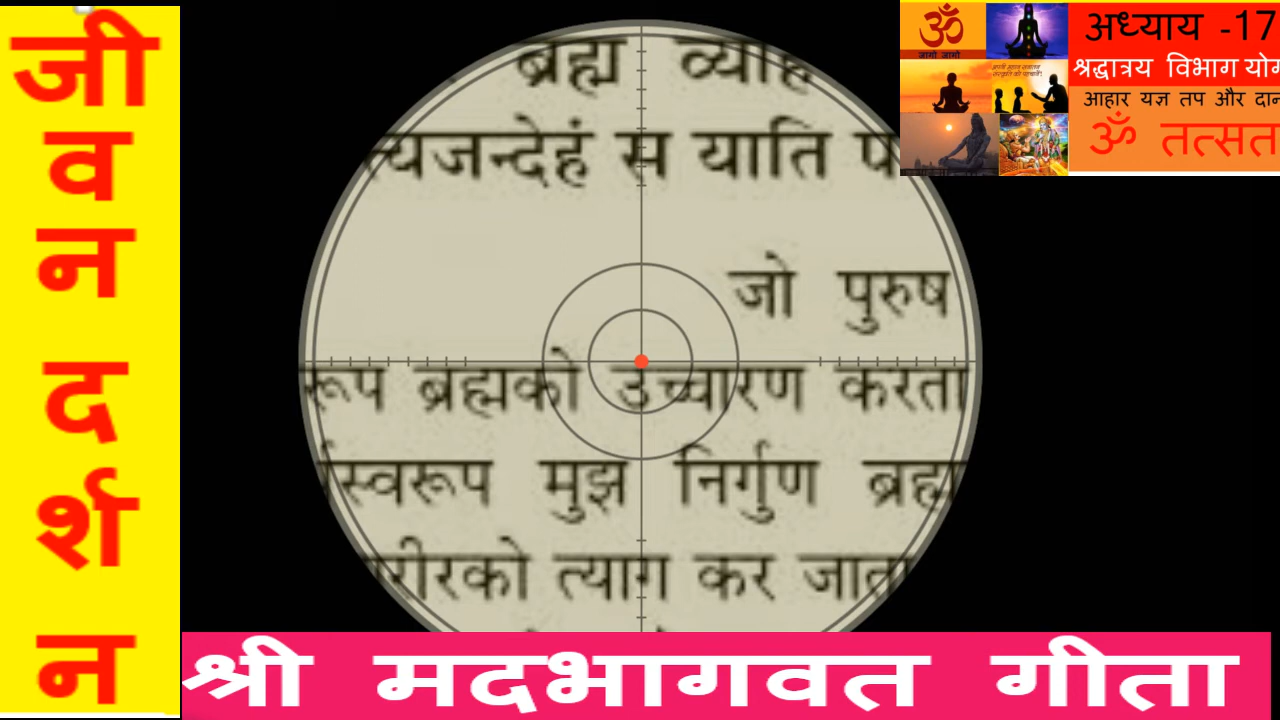 जीवन दर्शन
ब्रह्म
त्यजन्देहं स याति
जो पुरुष
रूप ब्रह्मको उच्चारण करता
स्वरूप मुझ निर्गुण ब्रह्म
त्याग कर जाता
अध्याय -17
श्रद्धात्रय विभाग योग
आहार यज्ञ तप और दान
ॐ तत्सत
ॐ
जागो जागो
श्री मदभागवत गीता